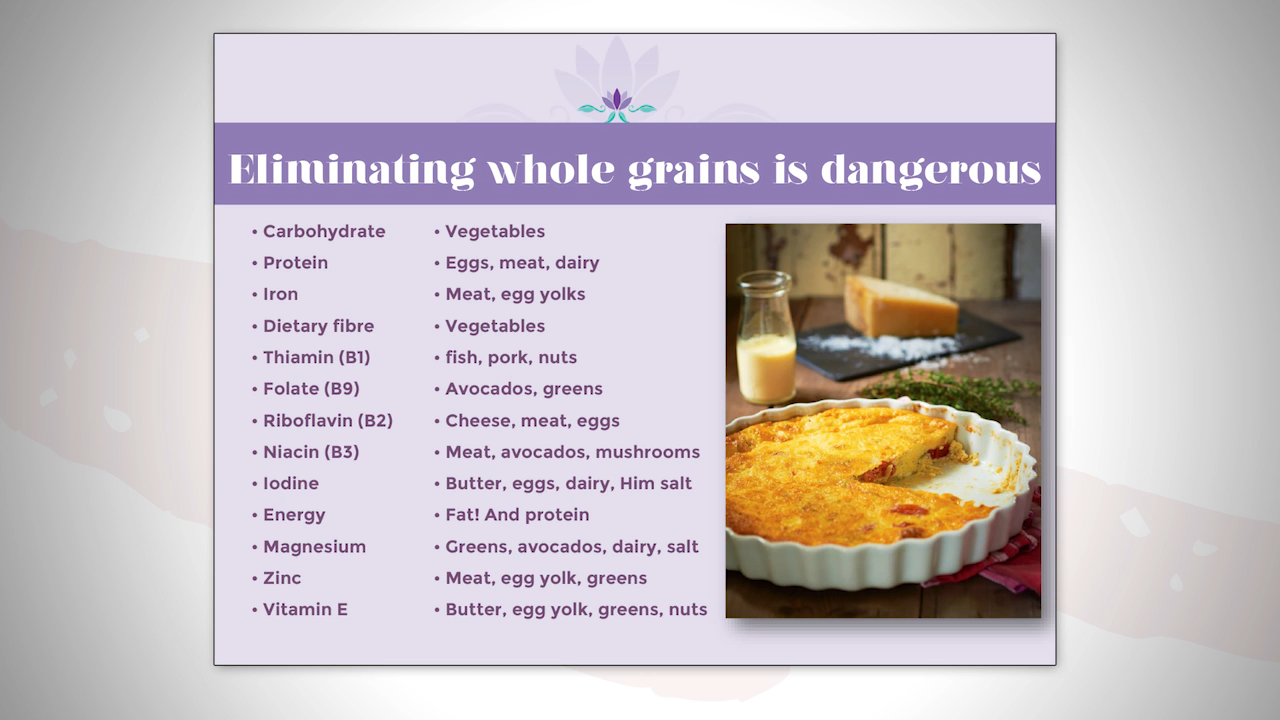 Eliminating whole grains is dangerous
• Carbohydrate
• Protein
• Iron
• Dietary fibre
• Thiamin (B1)
• Folate (B9)
• Riboflavin (B2)
• Niacin (B3)
• Iodine
• Energy
• Magnesium
• Zinc
• Vitamin E
• Vegetables
• Eggs, meat, dairy
• Meat, egg yolks
• Vegetables
• fish, pork, nuts
• Avocados, greens
• Cheese, meat, eggs
• Meat, avocados, mushrooms
• Butter, eggs, dairy, Him salt
• Fat! And protein
• Greens, avocados, dairy, salt
• Meat, egg yolk, greens
• Butter, egg yolk, greens, nuts